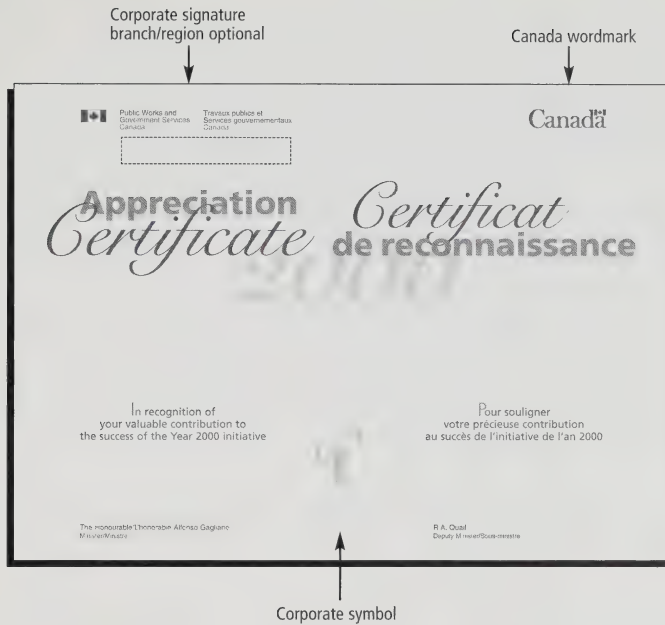 Corporate signature
branch/region optional
Canada wordmark
Public Works and
Government Services
Canada
Travaux publics et
Services gouvernementaux
Canada
Canada
Appreciation
Certificate
Certificat
de reconnaissance
2000
In recognition of
your valuable contribution to
the success of the Year 2000 initiative
Pour souligner
votre précieuse contribution
au succès de l'initiative de l'an 2000
The Honourable/L'honorable Alfonso Gagliano
Minister/Ministre
R.A. Quail
Deputy Minister/Sous-ministre
Corporate symbol